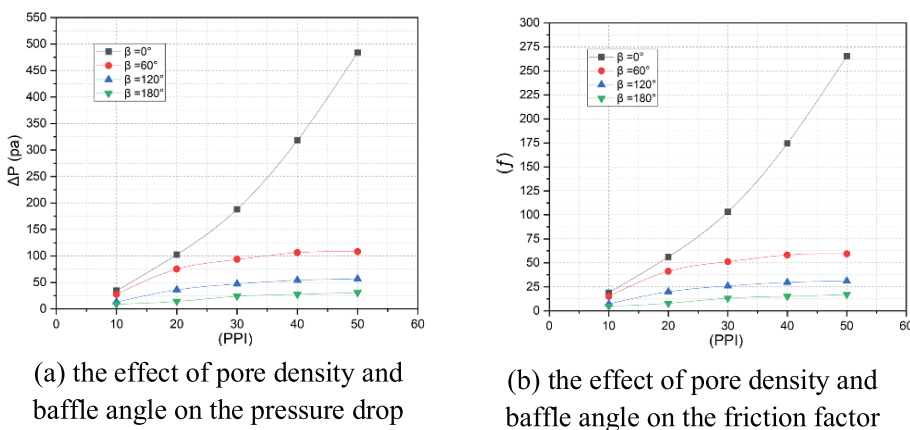 550
500
450
400
350
300
250
200
150
100
50
0
ΔP (pa)
β =0°
β =60°
β =120°
β =180°
0 10 20 30 40 50 60
(PPI)
(a) the effect of pore density and
baffle angle on the pressure drop
300
275
250
225
200
175
150
125
100
75
50
25
0
(ƒ)
β =0°
β =60°
β =120°
β =180°
0 10 20 30 40 50 60
(PPI)
(b) the effect of pore density and
baffle angle on the friction factor